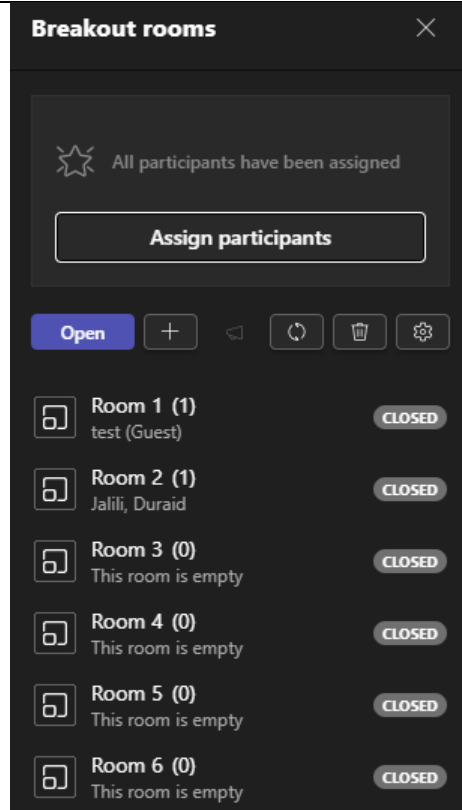 Breakout rooms
All participants have been assigned
Assign participants
Open
Room 1 (1)
CLOSED
test (Guest)
Room 2 (1)
CLOSED
Jalili, Duraid
Room 3 (0)
CLOSED
This room is empty
Room 4 (0)
CLOSED
This room is empty
Room 5 (0)
CLOSED
This room is empty
Room 6 (0)
CLOSED
This room is empty